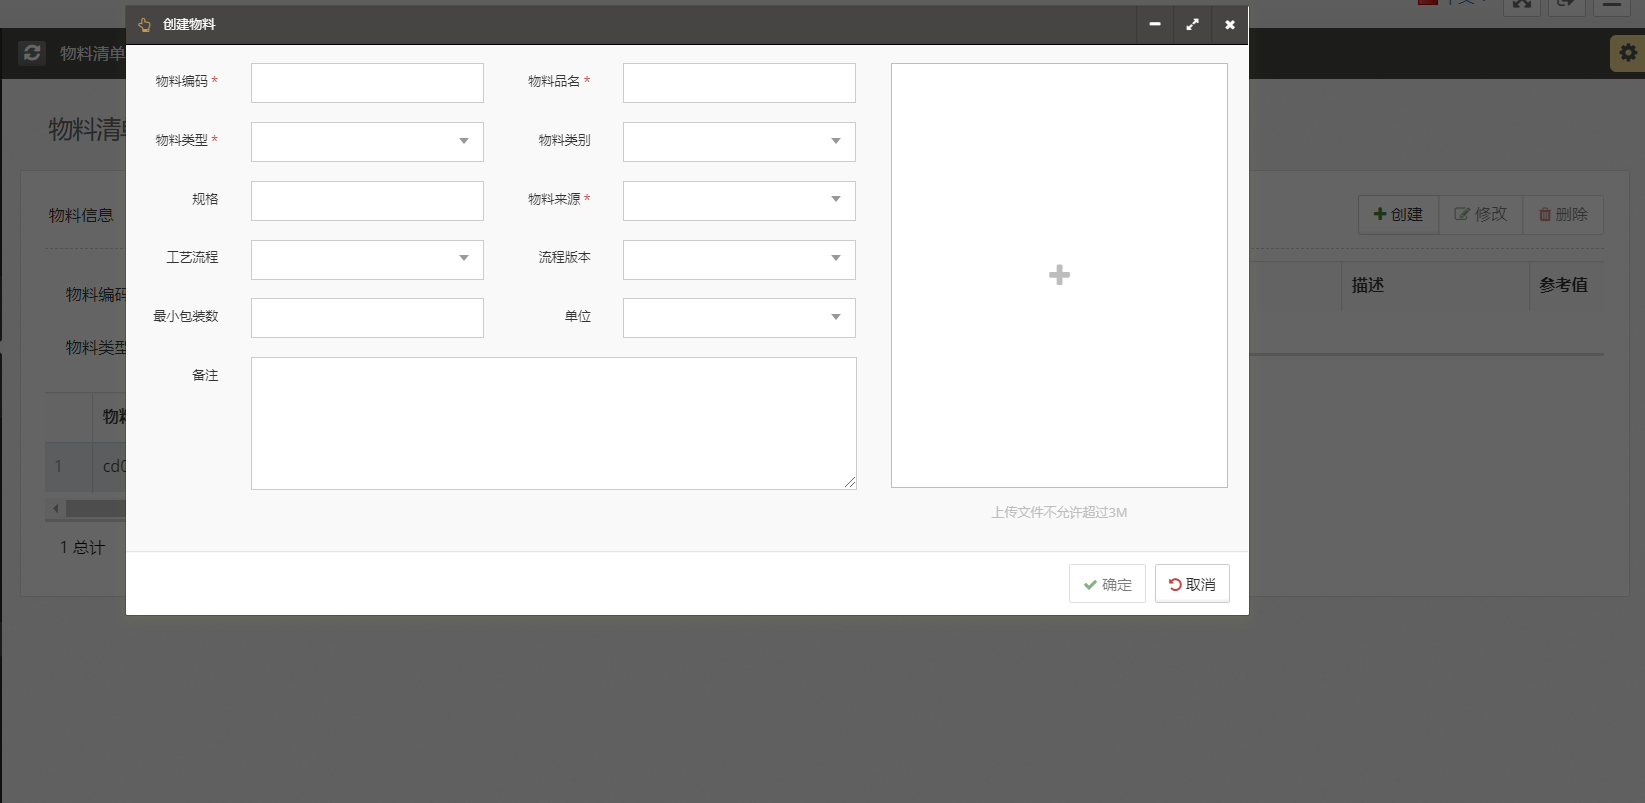 创建物料
物料清单
物料编码 *
物料品名 *
物料类型 *
物料类别
规格
物料来源 *
工艺流程
流程版本
最小包装数
单位
备注
上传文件不允许超过3M
确定
取消
物料清
物料信息
创建
修改
删除
物料编码
描述
参考值
物料类型
物料
1
cd0
1 总计